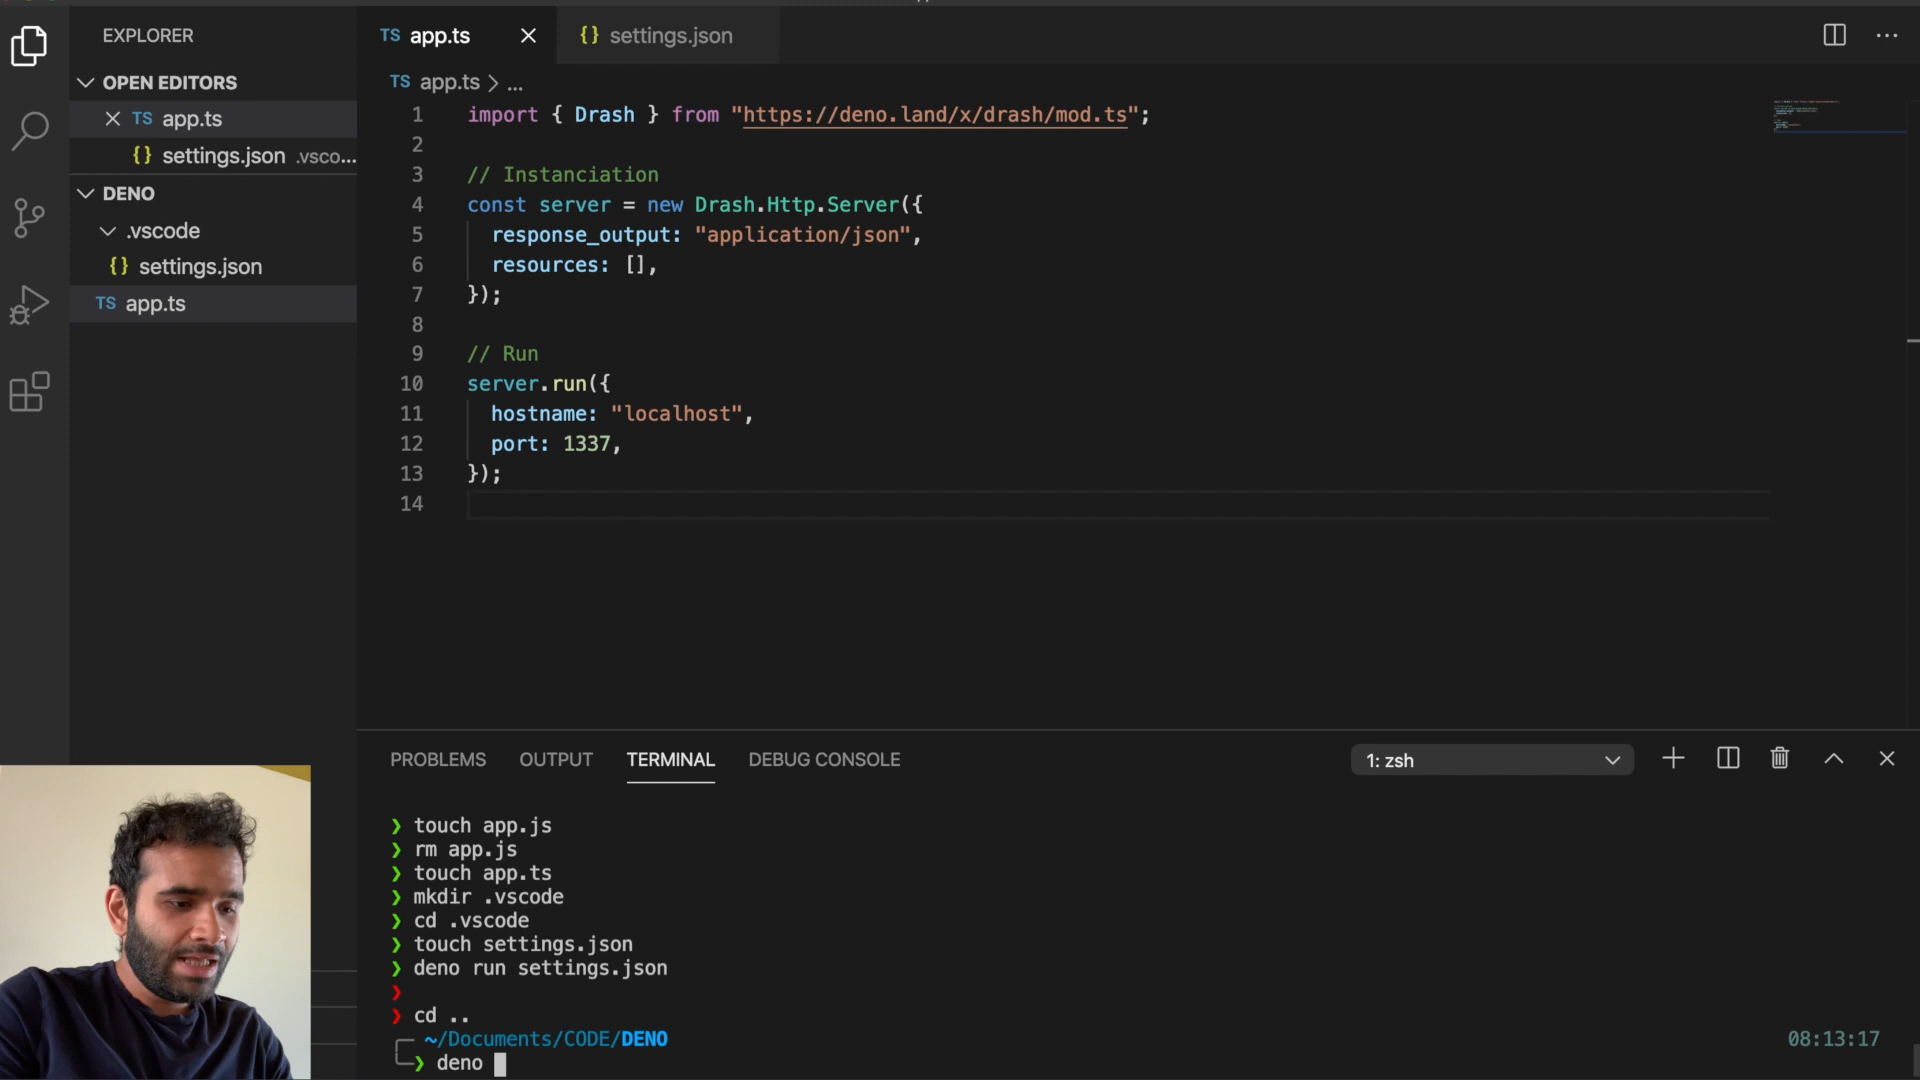 EXPLORER
OPEN EDITORS
TS app.ts
{} settings.json .vsco...
DENO
.vscode
{} settings.json
TS app.ts
TS app.ts
{} settings.json
TS app.ts > ...
1 import { Drash } from "https://deno.land/x/drash/mod.ts";
2
3 // Instanciation
4 const server = new Drash.Http.Server({
5 response_output: "application/json",
6 resources: [],
7 });
8
9 // Run
10 server.run({
11 hostname: "localhost",
12 port: 1337,
13 });
14
PROBLEMS OUTPUT TERMINAL DEBUG CONSOLE
1: zsh
❯ touch app.js
❯ rm app.js
❯ touch app.ts
❯ mkdir .vscode
❯ cd .vscode
❯ touch settings.json
❯ deno run settings.json
❯
❯ cd ..
~/Documents/CODE/DENO
08:13:17
❯ deno